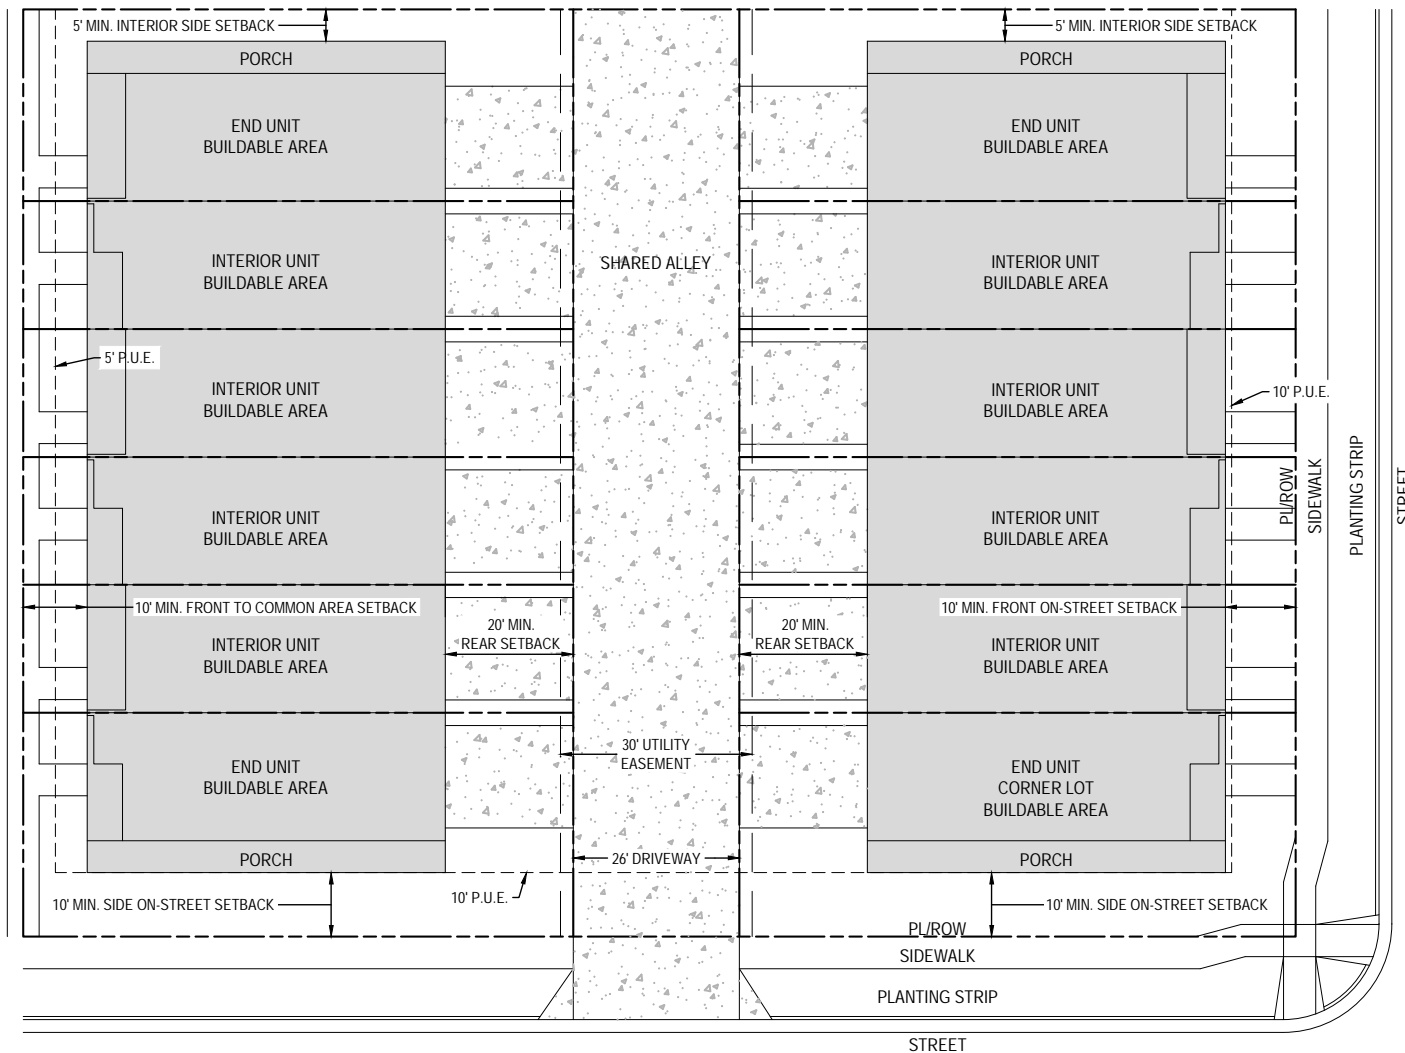 5' MIN. INTERIOR SIDE SETBACK
5' MIN. INTERIOR SIDE SETBACK
PORCH
PORCH
END UNIT
BUILDABLE AREA
END UNIT
BUILDABLE AREA
INTERIOR UNIT
BUILDABLE AREA
SHARED ALLEY
INTERIOR UNIT
BUILDABLE AREA
5' P.U.E.
INTERIOR UNIT
BUILDABLE AREA
INTERIOR UNIT
BUILDABLE AREA
10' P.U.E.
INTERIOR UNIT
BUILDABLE AREA
INTERIOR UNIT
BUILDABLE AREA
PL/ROW
SIDEWALK
PLANTING STRIP
STREET
10' MIN. FRONT TO COMMON AREA SETBACK
10' MIN. FRONT ON-STREET SETBACK
20' MIN.
REAR SETBACK
20' MIN.
REAR SETBACK
INTERIOR UNIT
BUILDABLE AREA
INTERIOR UNIT
BUILDABLE AREA
30' UTILITY
EASEMENT
END UNIT
BUILDABLE AREA
END UNIT
CORNER LOT
BUILDABLE AREA
PORCH
26' DRIVEWAY
PORCH
10' MIN. SIDE ON-STREET SETBACK
10' P.U.E.
10' MIN. SIDE ON-STREET SETBACK
PL/ROW
SIDEWALK
PLANTING STRIP
STREET